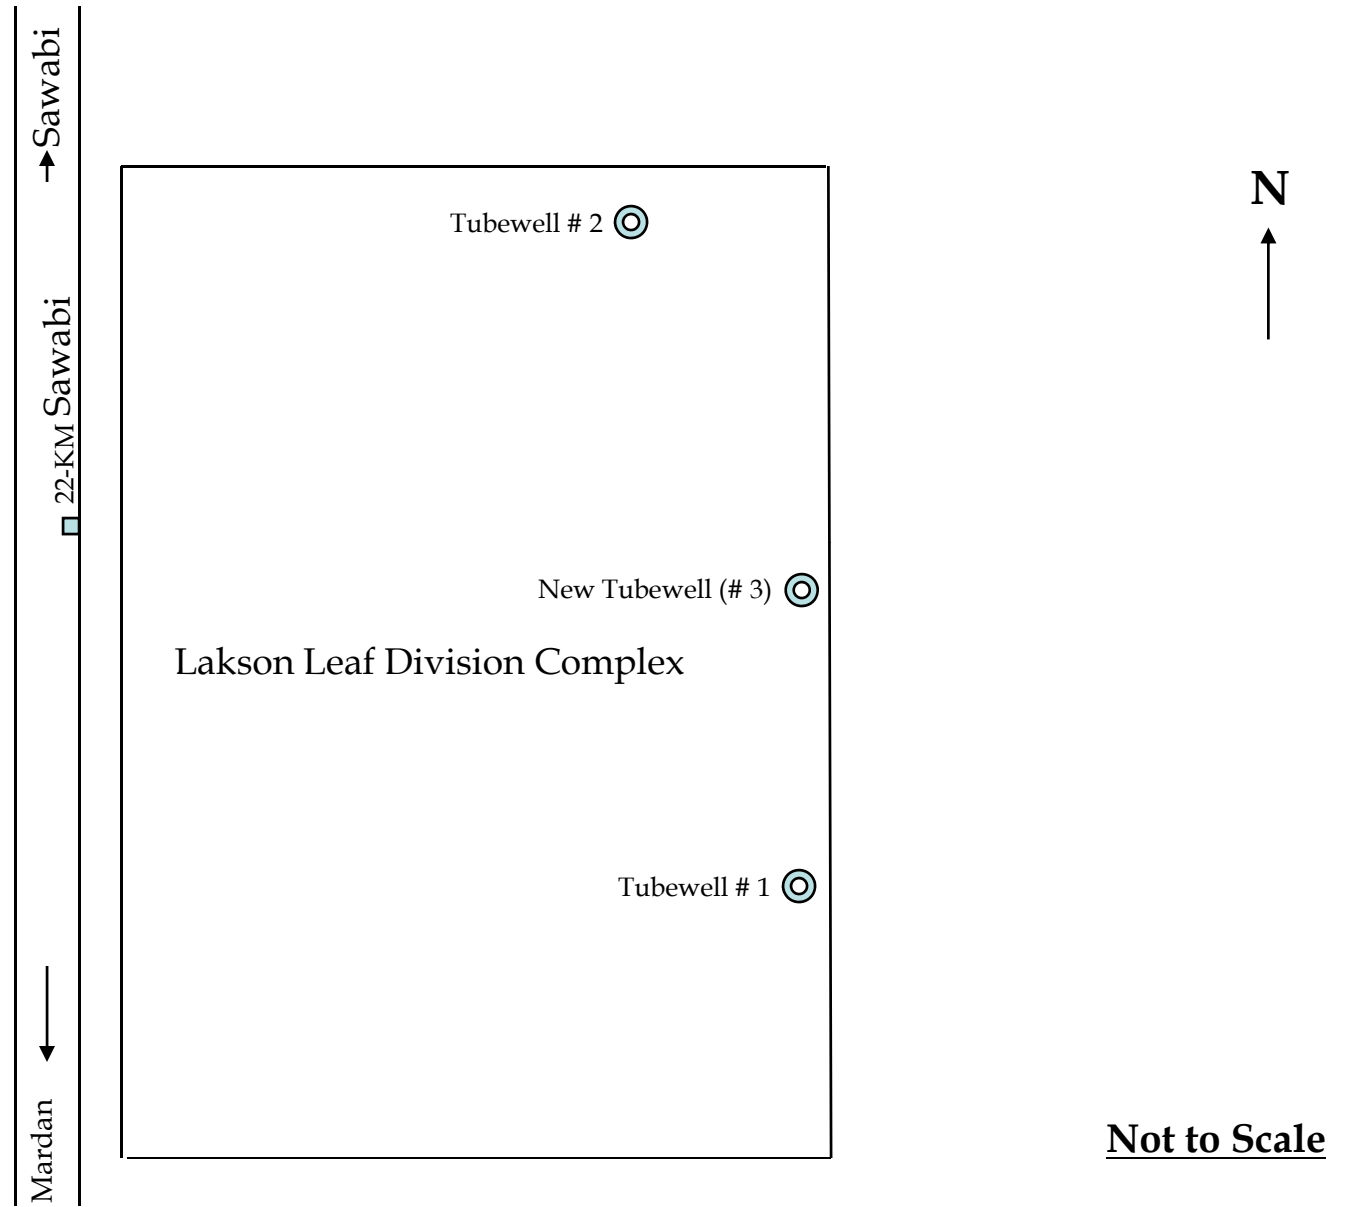 Sawabi
N
Tubewell # 2
22-KM Sawabi
New Tubewell (# 3)
Lakson Leaf Division Complex
Tubewell # 1
Mardan
Not to Scale